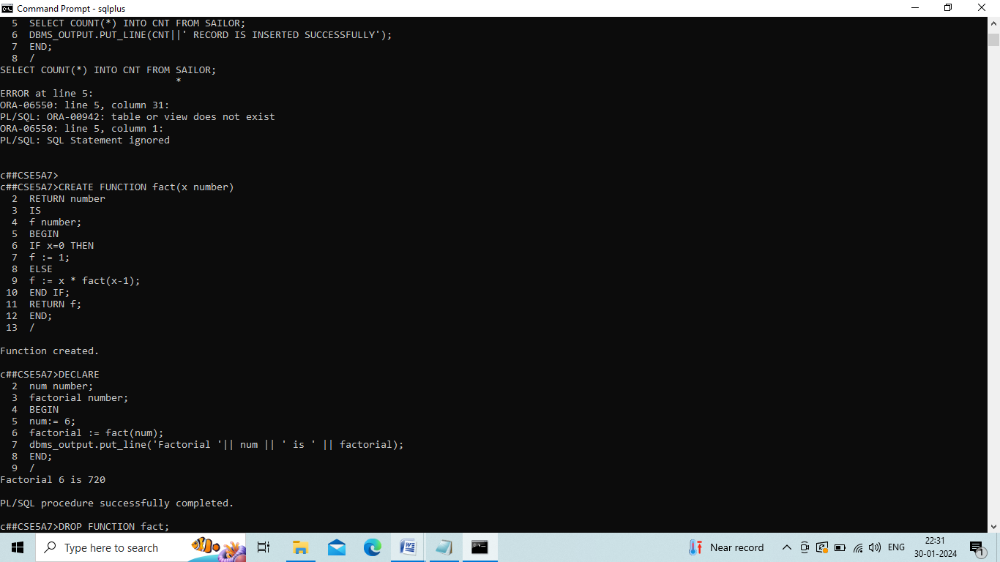 Command Prompt - sqlplus
5 SELECT COUNT(*) INTO CNT FROM SAILOR;
6 DBMS_OUTPUT.PUT_LINE(CNT||' RECORD IS INSERTED SUCCESSFULLY');
7 END;
8 /
SELECT COUNT(*) INTO CNT FROM SAILOR;
*
ERROR at line 5:
ORA-06550: line 5, column 31:
PL/SQL: ORA-00942: table or view does not exist
ORA-06550: line 5, column 1:
PL/SQL: SQL Statement ignored
c##CSE5A7>
c##CSE5A7>CREATE FUNCTION fact(x number)
2 RETURN number
3 IS
4 f number;
5 BEGIN
6 IF x=0 THEN
7 f := 1;
8 ELSE
9 f := x * fact(x-1);
10 END IF;
11 RETURN f;
12 END;
13 /
Function created.
c##CSE5A7>DECLARE
2 num number;
3 factorial number;
4 BEGIN
5 num:= 6;
6 factorial := fact(num);
7 dbms_output.put_line('Factorial '|| num || ' is ' || factorial);
8 END;
9 /
Factorial 6 is 720
PL/SQL procedure successfully completed.
c##CSE5A7>DROP FUNCTION fact;
Type here to search
Near record
ENG
22:31
30-01-2024
1